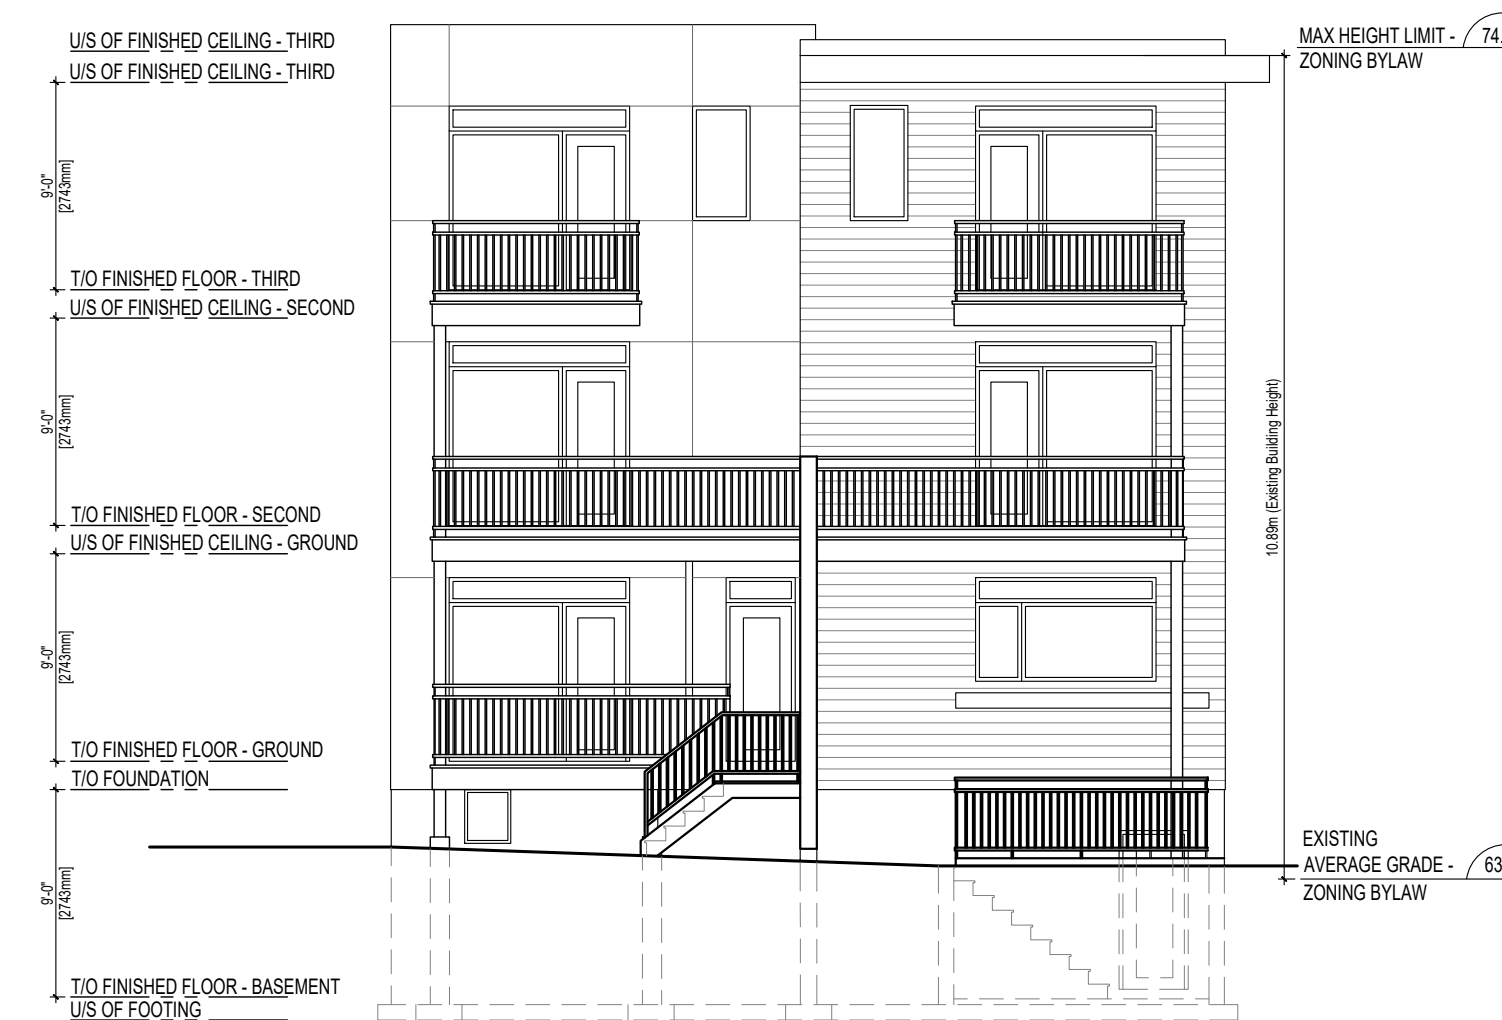 U/S OF FINISHED CEILING - THIRD
U/S OF FINISHED CEILING - THIRD
9'-0"
[2743mm]
T/O FINISHED FLOOR - THIRD
U/S OF FINISHED CEILING - SECOND
9'-0"
[2743mm]
T/O FINISHED FLOOR - SECOND
U/S OF FINISHED CEILING - GROUND
9'-0"
[2743mm]
T/O FINISHED FLOOR - GROUND
T/O FOUNDATION
9'-0"
[2743mm]
T/O FINISHED FLOOR - BASEMENT
U/S OF FOOTING
MAX HEIGHT LIMIT - 74.
ZONING BYLAW
10.89m (Existing Building Height)
EXISTING
AVERAGE GRADE - 63
ZONING BYLAW